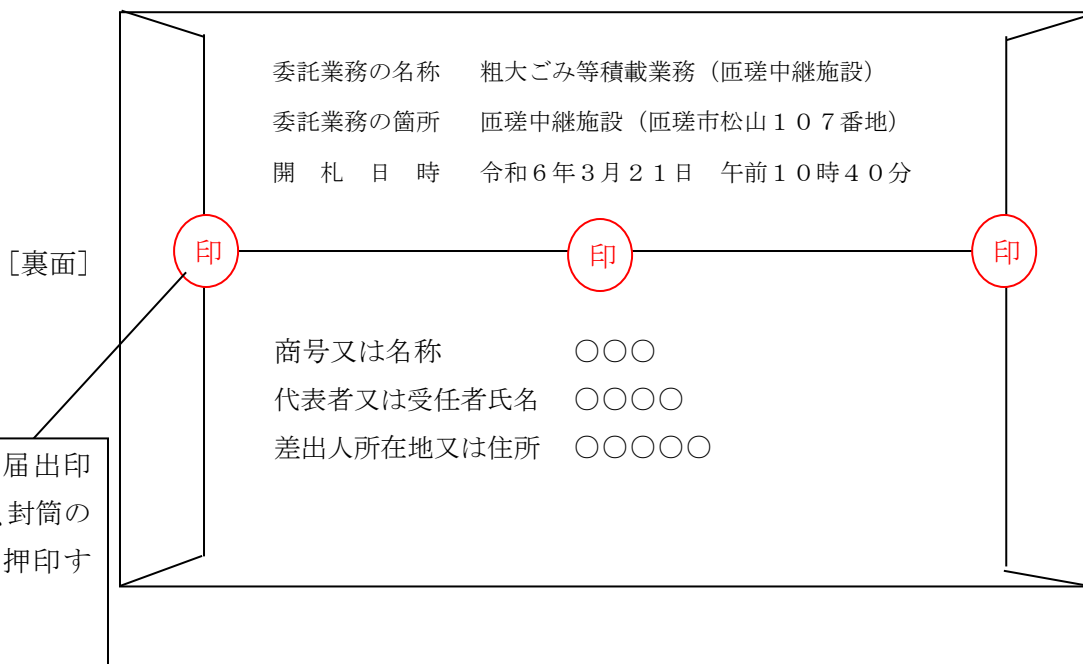 委託業務の名称　粗大ごみ等積載業務（匝瑳中継施設）
委託業務の箇所　匝瑳中継施設（匝瑳市松山１０７番地）
開　札　日　時　令和６年３月２１日　午前１０時４０分
印　印　印
［裏面］
商号又は名称　○○○
代表者又は受任者氏名　○○○○
差出人所在地又は住所　○○○○○
届出印
、封筒の
押印す